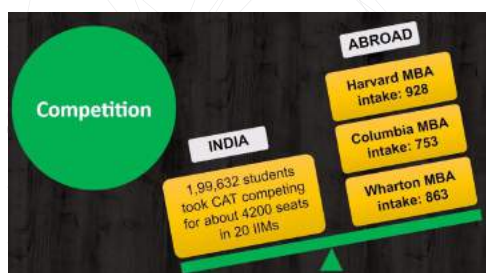 Competition
INDIA
1,99,632 students
took CAT competing
for about 4200 seats
in 20 IIMs
ABROAD
Harvard MBA
intake: 928
Columbia MBA
intake: 753
Wharton MBA
intake: 863